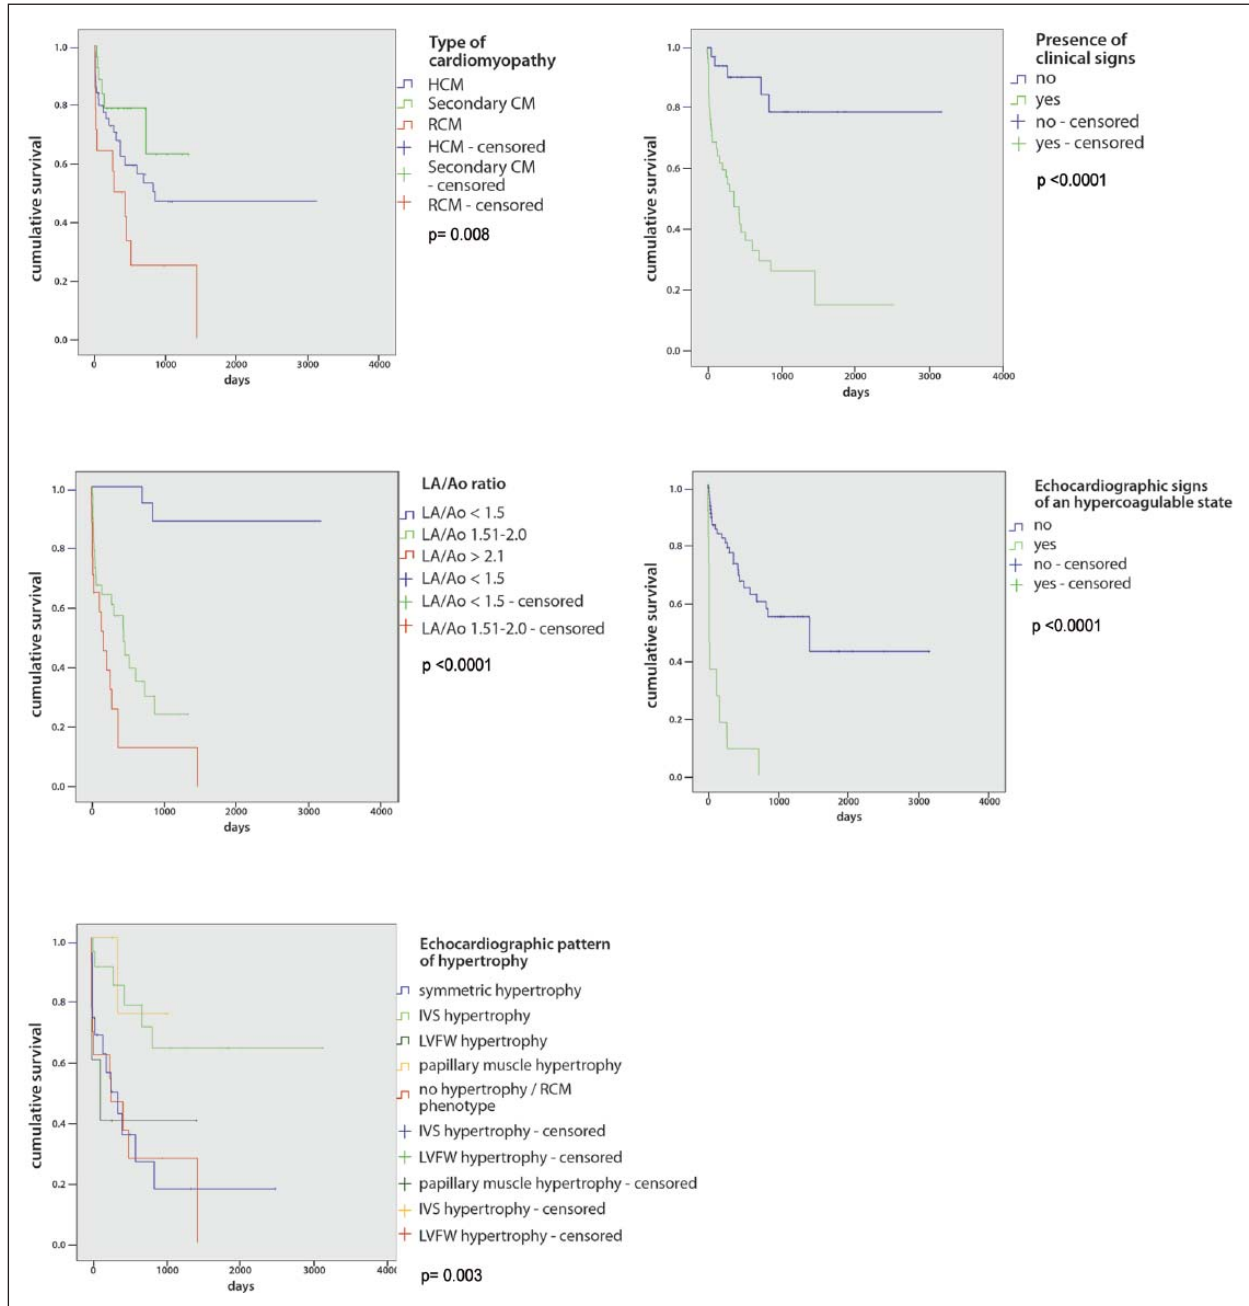 Type of
cardiomyopathy
HCM
Secondary CM
RCM
HCM - censored
Secondary CM
- censored
RCM - censored
p= 0.008
cumulative survival
1.0
0.8
0.6
0.4
0.2
0.0
0 1000 2000 3000 4000
days
Presence of
clinical signs
no
yes
no - censored
yes - censored
p <0.0001
cumulative survival
1.0
0.8
0.6
0.4
0.2
0.0
0 1000 2000 3000 4000
days
LA/Ao ratio
LA/Ao < 1.5
LA/Ao 1.51-2.0
LA/Ao > 2.1
LA/Ao < 1.5
LA/Ao < 1.5 - censored
LA/Ao 1.51-2.0 - censored
p <0.0001
cumulative survival
1.0
0.8
0.6
0.4
0.2
0.0
0 1000 2000 3000 4000
days
Echocardiographic signs
of an hypercoagulable state
no
yes
no - censored
yes - censored
p <0.0001
cumulative survival
1.0
0.8
0.6
0.4
0.2
0.0
0 1000 2000 3000 4000
days
Echocardiographic pattern
of hypertrophy
symmetric hypertrophy
IVS hypertrophy
LVFW hypertrophy
papillary muscle hypertrophy
no hypertrophy / RCM
phenotype
IVS hypertrophy - censored
LVFW hypertrophy - censored
papillary muscle hypertrophy - censored
IVS hypertrophy - censored
LVFW hypertrophy - censored
p= 0.003
cumulative survival
1.0
0.8
0.6
0.4
0.2
0.0
0 1000 2000 3000 4000
days